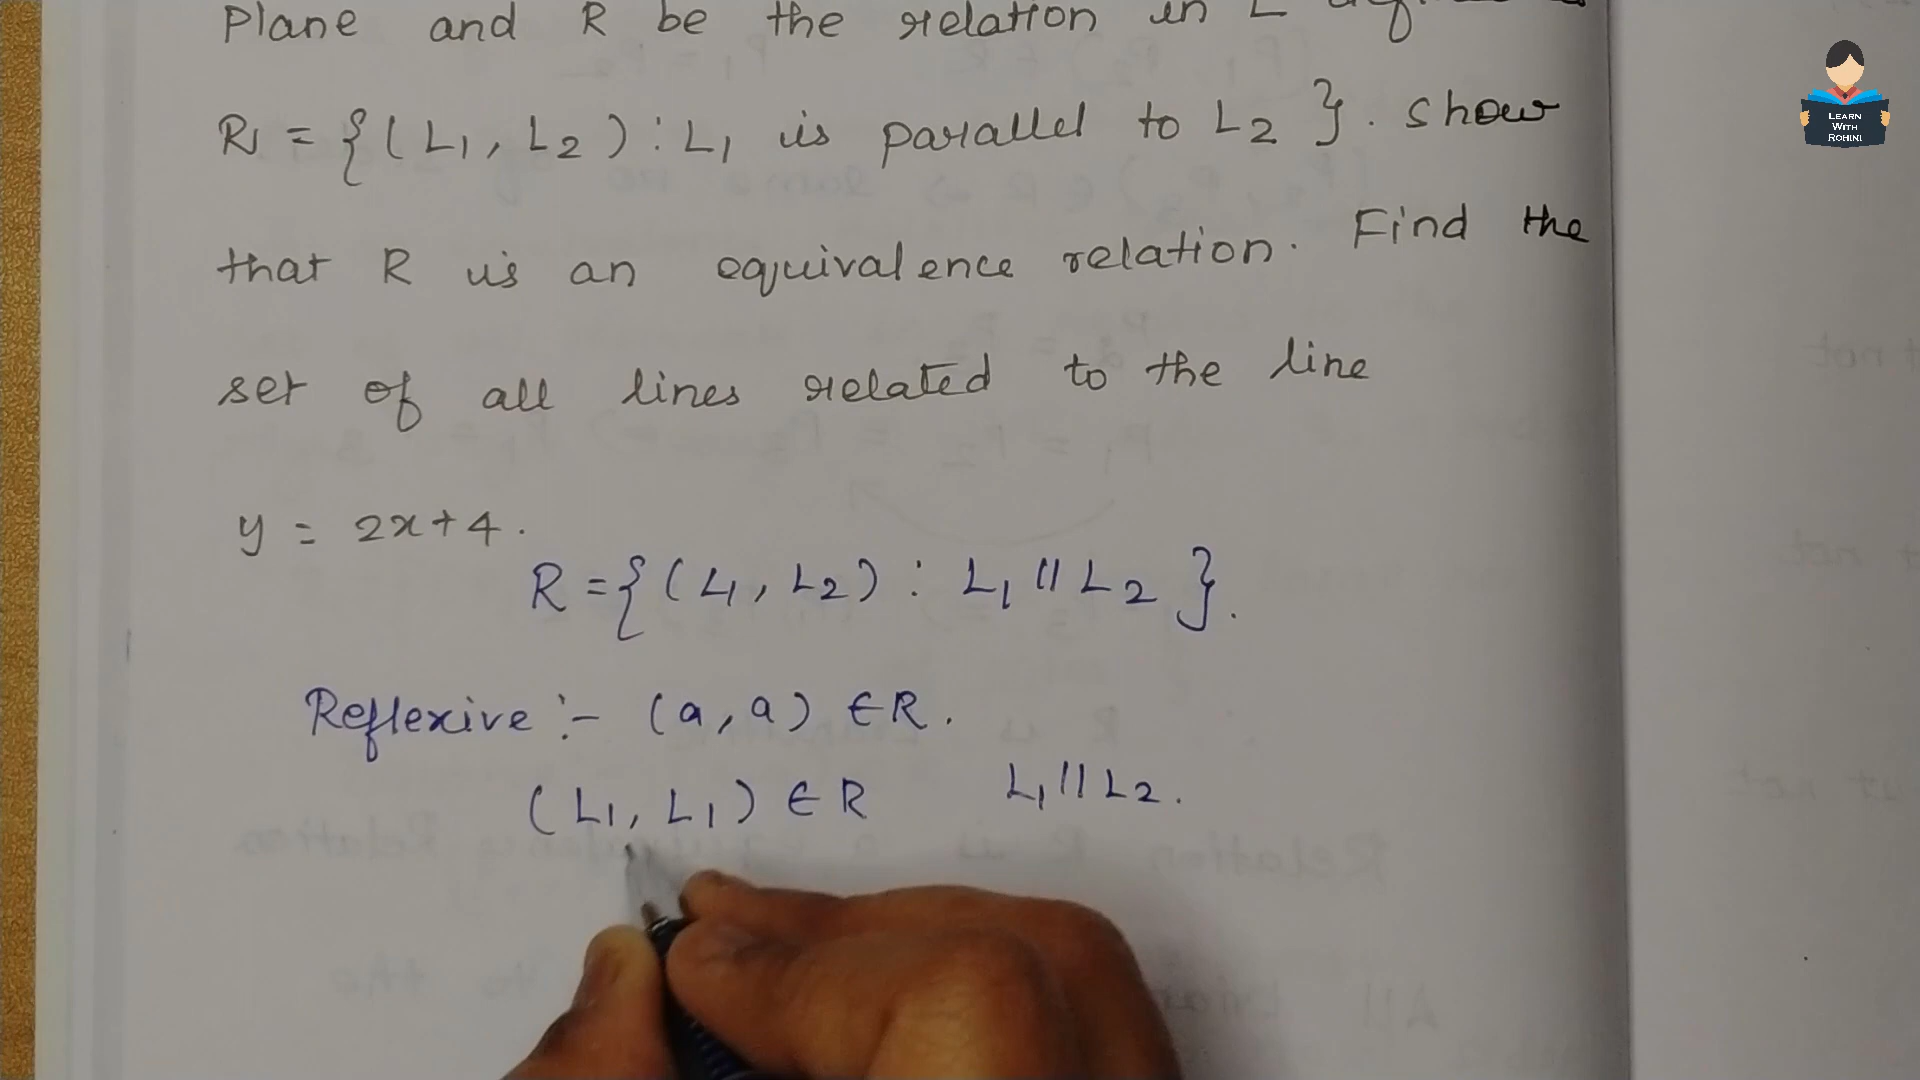 Plane and R be the relation in L
R = {(L1, L2) : L1 is parallel to L2 }. show
that R is an equivalence relation. Find the
set of all lines related to the line
y = 2x+4.
R = {(L1, L2) : L1 || L2 }.
Reflexive :- (a, a) ∈ R.
(L1, L1) ∈ R L1 || L2.
LEARN
WITH
ROHINI